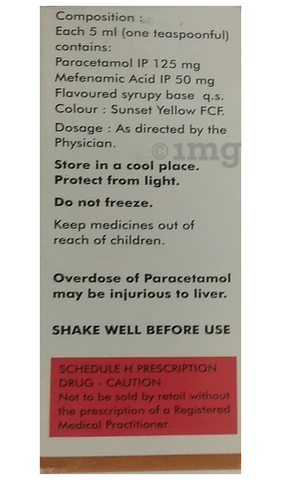 Composition :
Each 5 ml (one teaspoonful)
contains:
Paracetamol IP 125 mg
Mefenamic Acid IP 50 mg
Flavoured syrupy base q.s.
Colour : Sunset Yellow FCF.
Dosage : As directed by the
Physician.
©1mg
Store in a cool place.
Protect from light.
Do not freeze.
Keep medicines out of
reach of children.
Overdose of Paracetamol
may be injurious to liver.
SHAKE WELL BEFORE USE
SCHEDULE H PRESCRIPTION
DRUG - CAUTION
Not to be sold by retail without
the prescription of a Registered
Medical Practitioner.